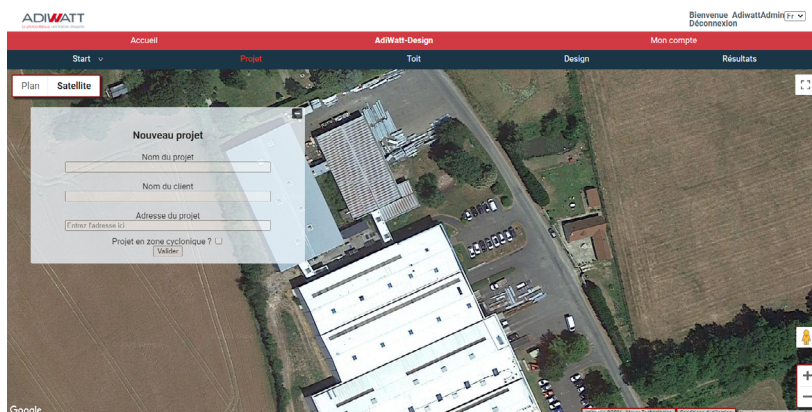 ADIWATT
Bienvenue AdiwattAdmin Fr
Déconnexion
Accueil AdiWatt-Design Mon compte
Start Projet Toit Design Résultats
Plan Satellite
Nouveau projet
Nom du projet
Nom du client
Adresse du projet
Entrez l'adresse ici
Projet en zone cyclonique ?
Valider
Google